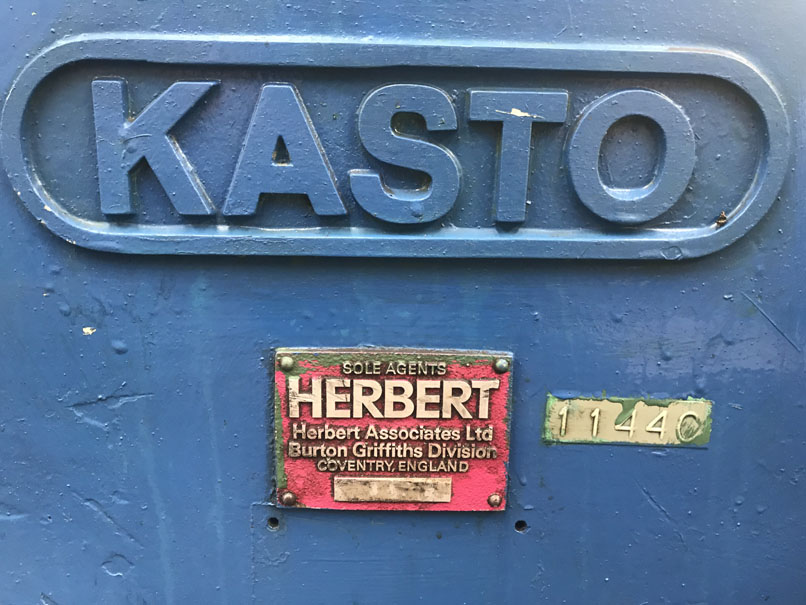 KASTO
SOLE AGENTS
HERBERT
Herbert Associates Ltd
Burton Griffiths Division
COVENTRY, ENGLAND
11440